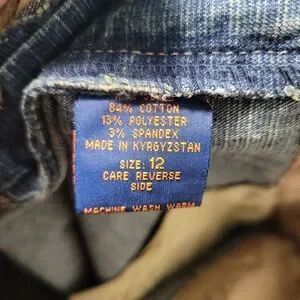 84% COTTON
13% POLYESTER
3% SPANDEX
MADE IN KYRGYZSTAN
SIZE: 12
CARE REVERSE
SIDE
MACHINE WASH WARM